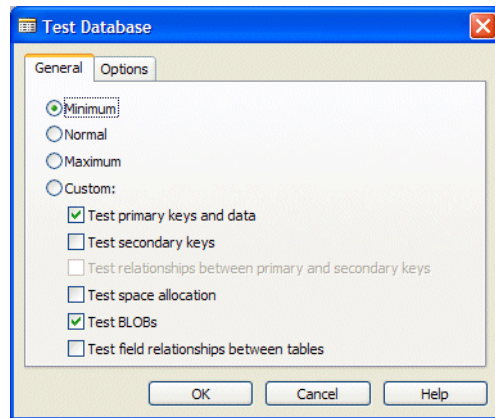 Test Database
General Options
Minimum
Normal
Maximum
Custom:
Test primary keys and data
Test secondary keys
Test relationships between primary and secondary keys
Test space allocation
Test BLOBs
Test field relationships between tables
OK Cancel Help